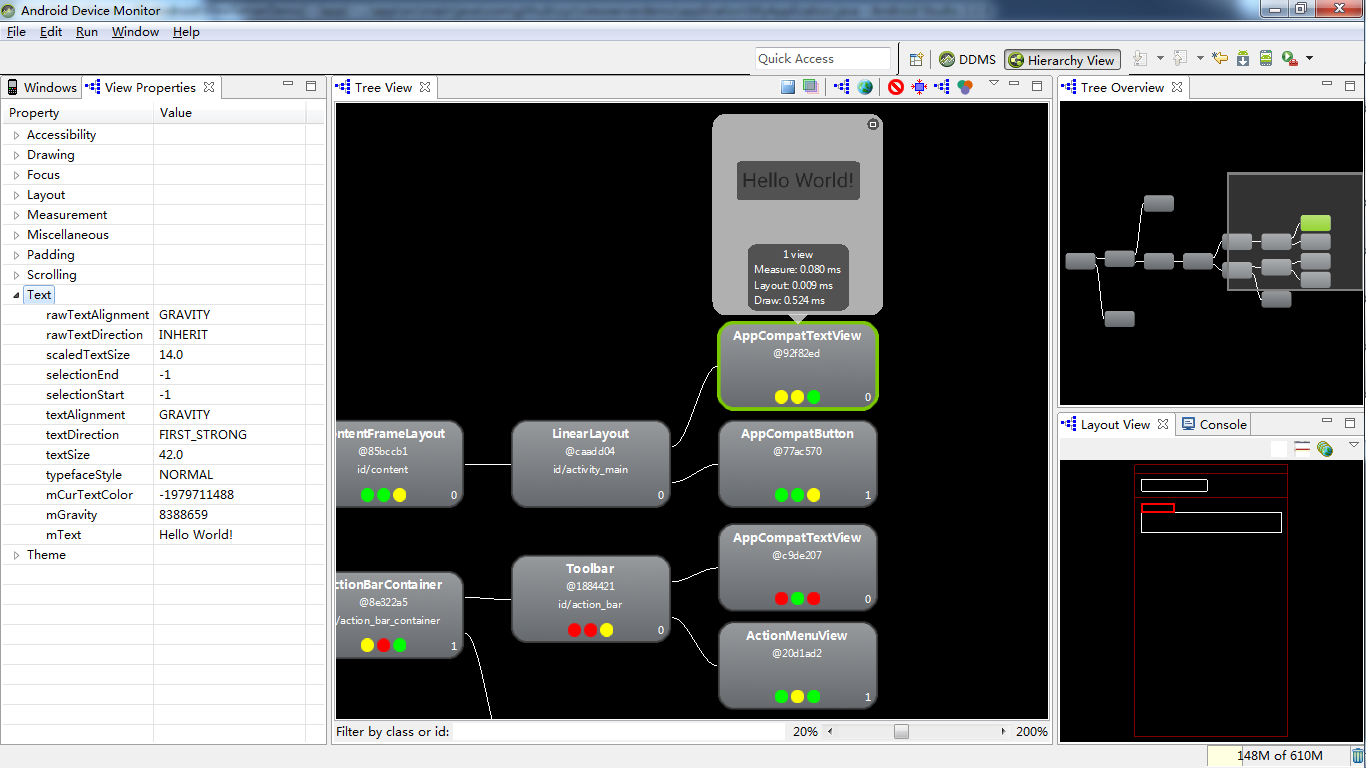 Android Device Monitor
File Edit Run Window Help
Quick Access
DDMS
Hierarchy View
Windows
View Properties
Property Value
Accessibility
Drawing
Focus
Layout
Measurement
Miscellaneous
Padding
Scrolling
Text
rawTextAlignment GRAVITY
rawTextDirection INHERIT
scaledTextSize 14.0
selectionEnd -1
selectionStart -1
textAlignment GRAVITY
textDirection FIRST_STRONG
textSize 42.0
typefaceStyle NORMAL
mCurTextColor -1979711488
mGravity 8388659
mText Hello World!
Theme
Tree View
Hello World!
1 view
Measure: 0.080 ms
Layout: 0.009 ms
Draw: 0.524 ms
AppCompatTextView
@92f82ed
0
ntentFrameLayout
@85bccb1
id/content
0
LinearLayout
@caadd04
id/activity_main
0
AppCompatButton
@77ac570
1
ctionBarContainer
@8e322a5
/action_bar_container
1
Toolbar
@1884421
id/action_bar
0
AppCompatTextView
@c9de207
0
ActionMenuView
@20d1ad2
1
Filter by class or id:
20%
200%
Tree Overview
Layout View
Console
148M of 610M